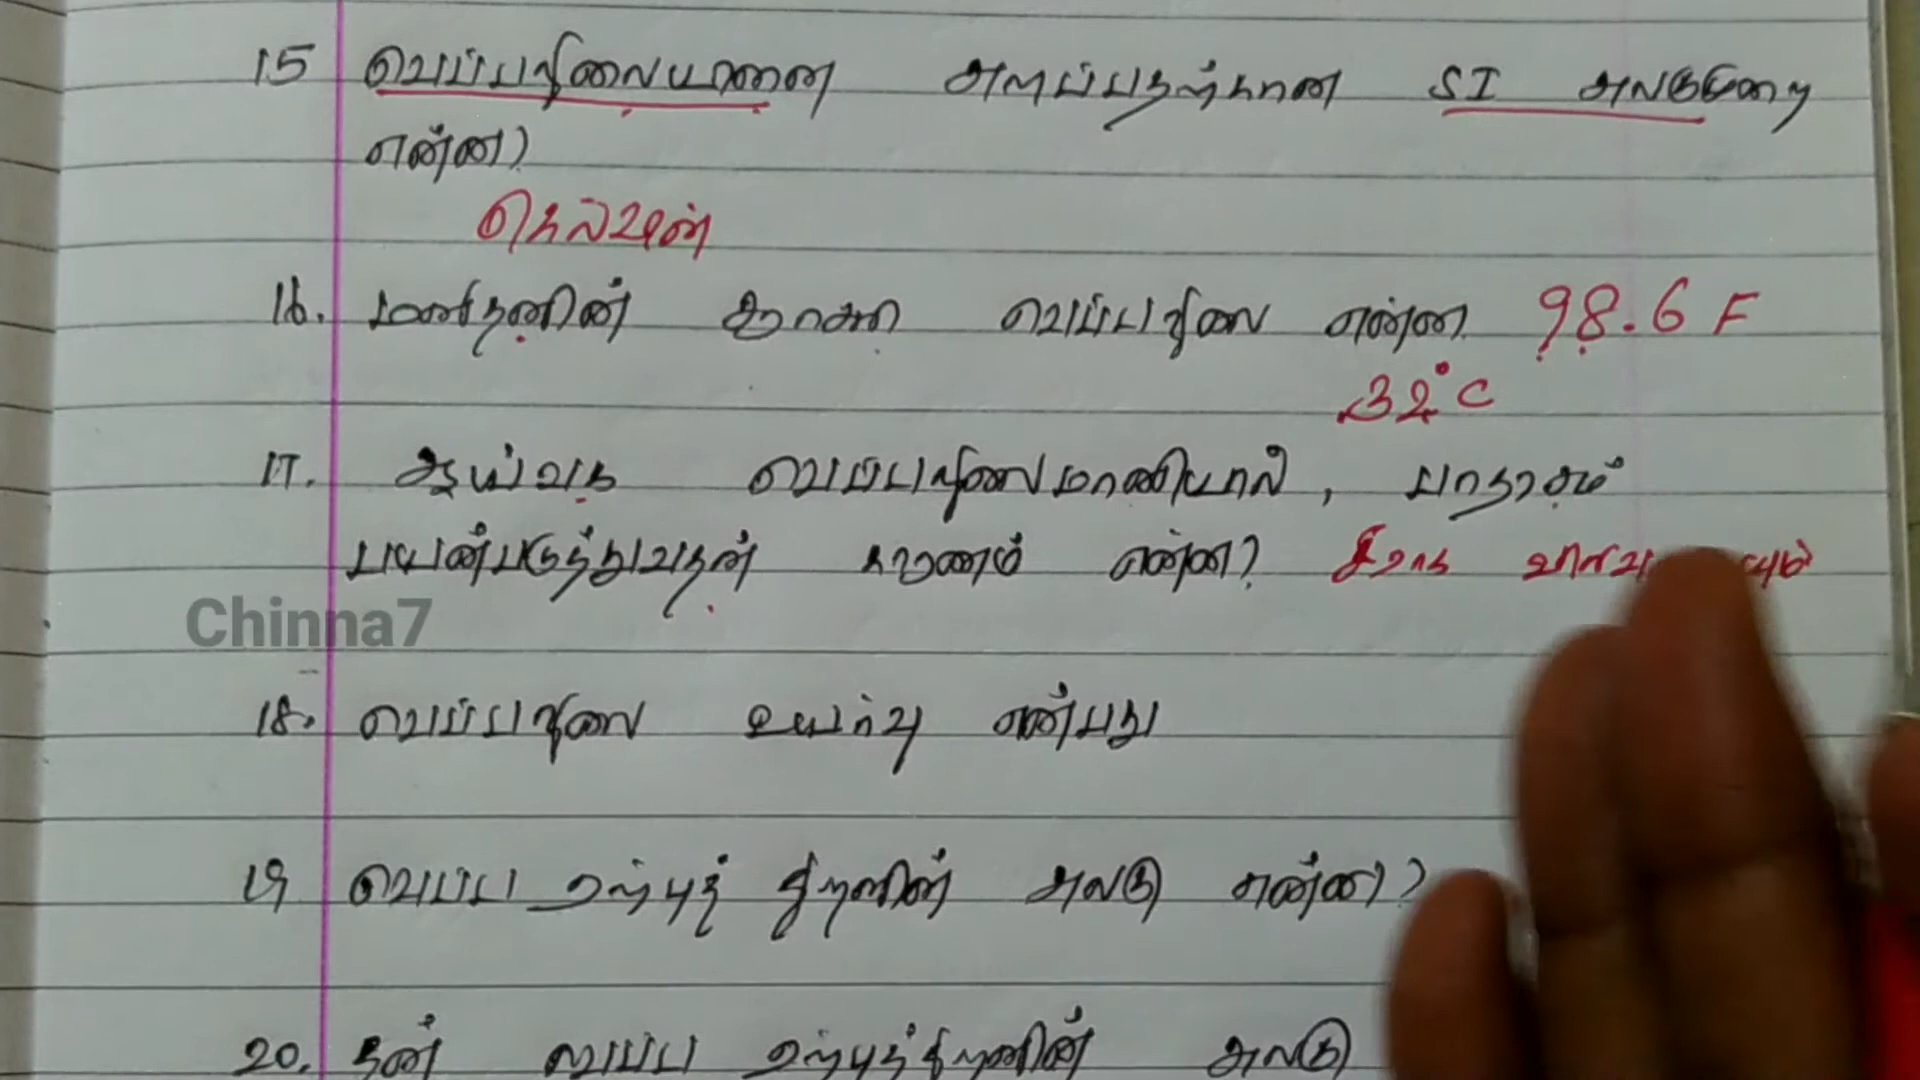 15 வெப்பநிலையினை அளப்பதற்கான SI அலகுமுறை
என்ன?
கெல்வின்
16. மனிதனின் சராசரி வெப்பநிலை என்ன 98.6 F
32°C
17. ஆய்வக வெப்பநிலைமானியால், பாதரசம்
பயன்படுத்துவதன் காரணம் என்ன? சீராக
Chinna7
18. வெப்பநிலை உயர்வு என்பது
19 வெப்ப ஏற்புத் திறனின் அலகு என்ன?
20. தன் வெப்ப ஏற்புத்திறனின் அலகு